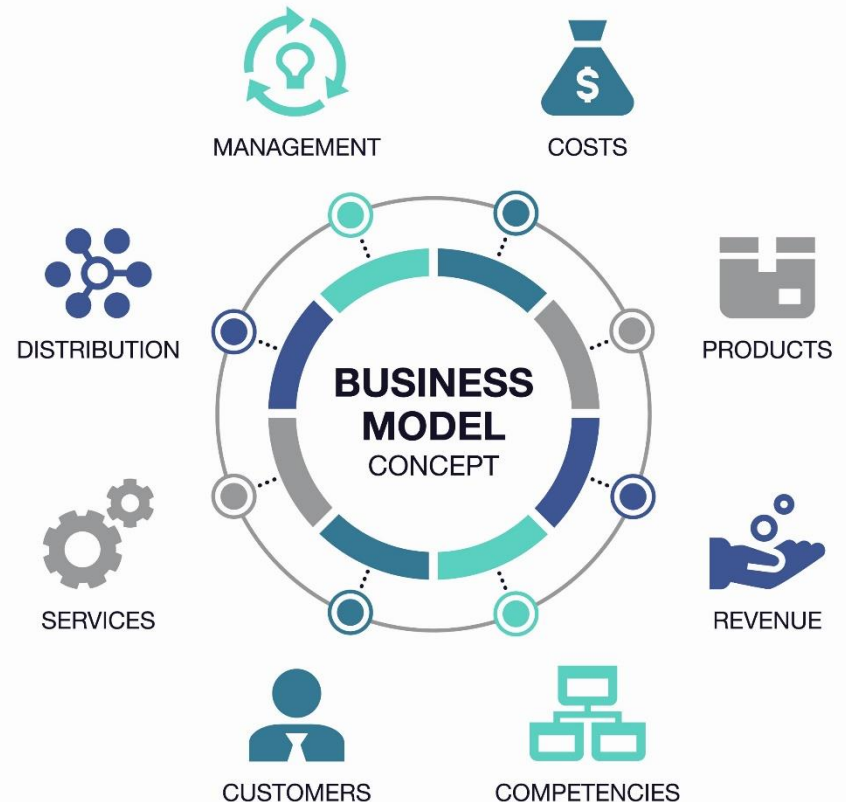 MANAGEMENT
COSTS
$
DISTRIBUTION
PRODUCTS
BUSINESS
MODEL
CONCEPT
SERVICES
REVENUE
CUSTOMERS
COMPETENCIES